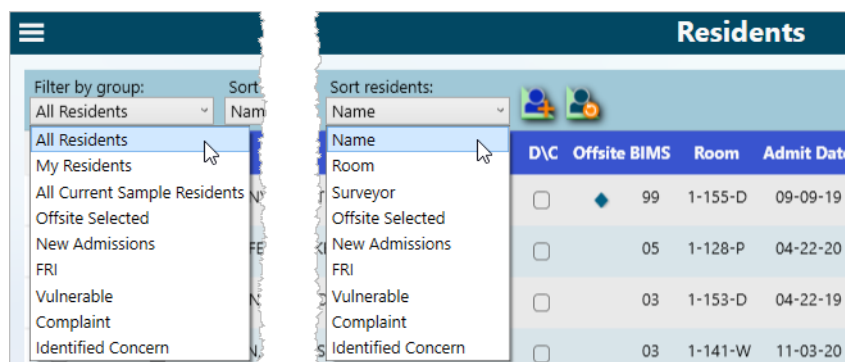 Residents
Filter by group:
Sort
Sort residents:
All Residents
Nam
Name
All Residents
My Residents
All Current Sample Residents
Offsite Selected
New Admissions
FRI
Vulnerable
Complaint
Identified Concern
Name
Room
Surveyor
Offsite Selected
New Admissions
FRI
Vulnerable
Complaint
Identified Concern
D\C Offsite BIMS Room Admit Dat
99 1-155-D 09-09-19
05 1-128-P 04-22-20
03 1-153-D 04-22-19
03 1-141-W 11-03-20